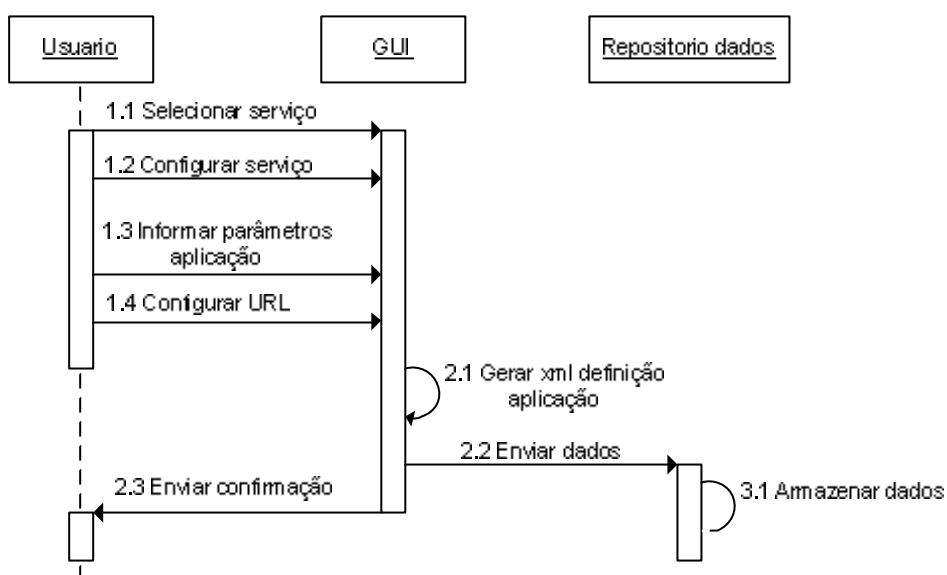 Usuario
GUI
Repositorio dados
1.1 Selecionar serviço
1.2 Configurar serviço
1.3 Informar parâmetros
aplicação
1.4 Configurar URL
2.1 Gerar xml definição
aplicação
2.2 Enviar dados
2.3 Enviar confirmação
3.1 Armazenar dados